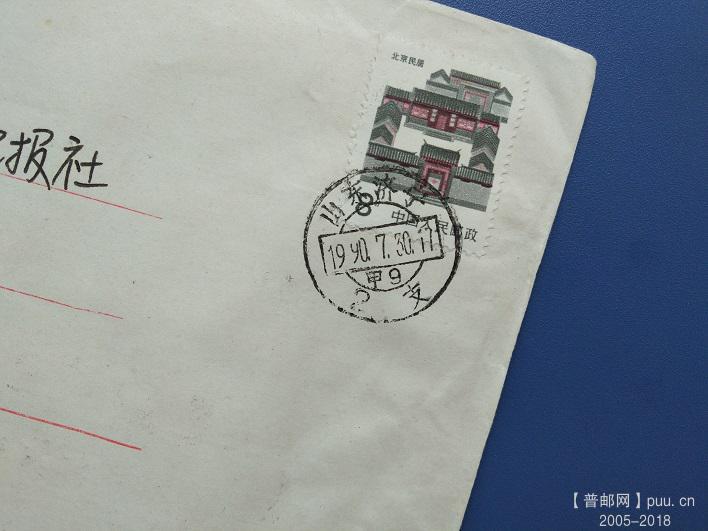 北京民居
报社
山东济宁
8
中国人民邮政
1990.7.30.17
甲9
支
【普邮网】puu.cn
2005-2018